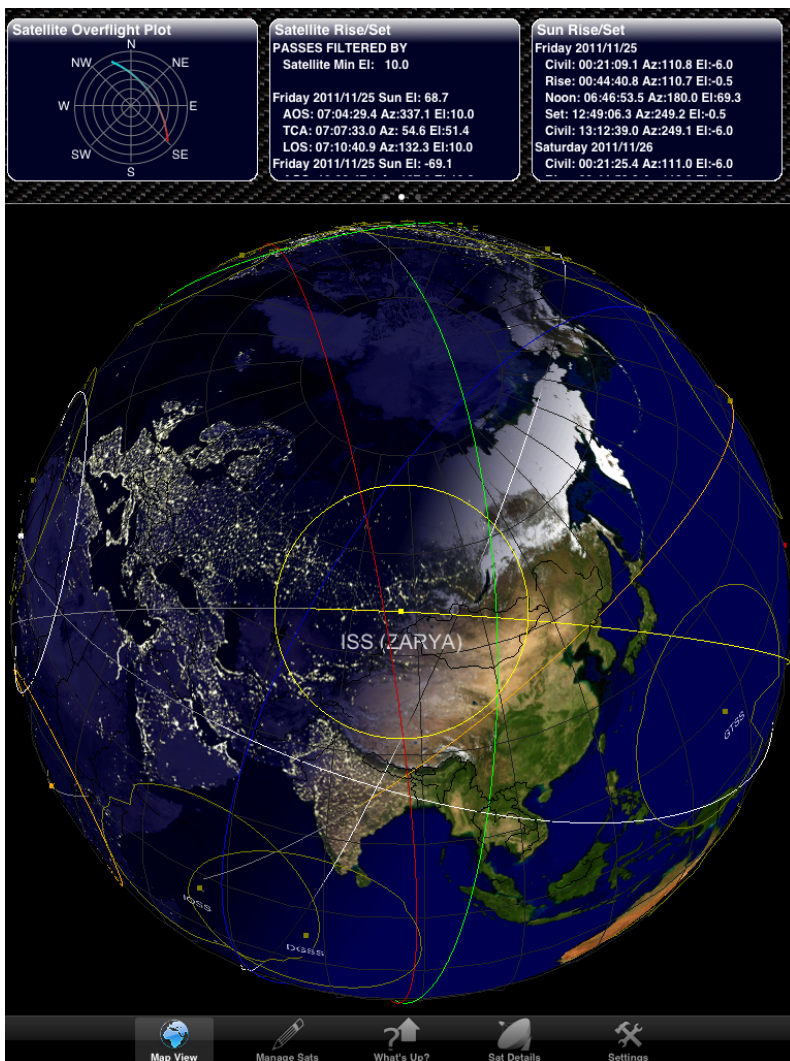 Satellite Overflight Plot
N
NW
NE
W
E
SW
SE
S
Satellite Rise/Set
PASSES FILTERED BY
Satellite Min El: 10.0
Friday 2011/11/25 Sun El: 68.7
AOS: 07:04:29.4 Az:337.1 El:10.0
TCA: 07:07:33.0 Az: 54.6 El:51.4
LOS: 07:10:40.9 Az:132.3 El:10.0
Friday 2011/11/25 Sun El: -69.1
Sun Rise/Set
Friday 2011/11/25
Civil: 00:21:09.1 Az:110.8 El:-6.0
Rise: 00:44:40.8 Az:110.7 El:-0.5
Noon: 06:46:53.5 Az:180.0 El:69.3
Set: 12:49:06.3 Az:249.2 El:-0.5
Civil: 13:12:39.0 Az:249.1 El:-6.0
Saturday 2011/11/26
Civil: 00:21:25.4 Az:111.0 El:-6.0
ISS (ZARYA)
GTSS
IOSS
DGSS
Map View
Manage Sats
What's Up?
Sat Details
Settings